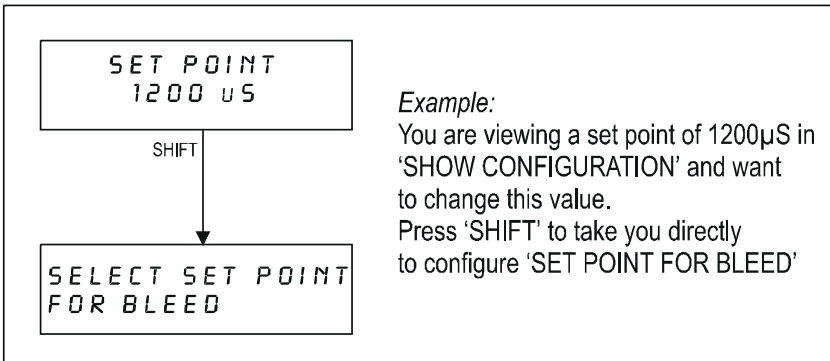 SET POINT
1200 uS
SHIFT
SELECT SET POINT
FOR BLEED
Example:
You are viewing a set point of 1200µS in
‘SHOW CONFIGURATION’ and want
to change this value.
Press ‘SHIFT’ to take you directly
to configure ‘SET POINT FOR BLEED’